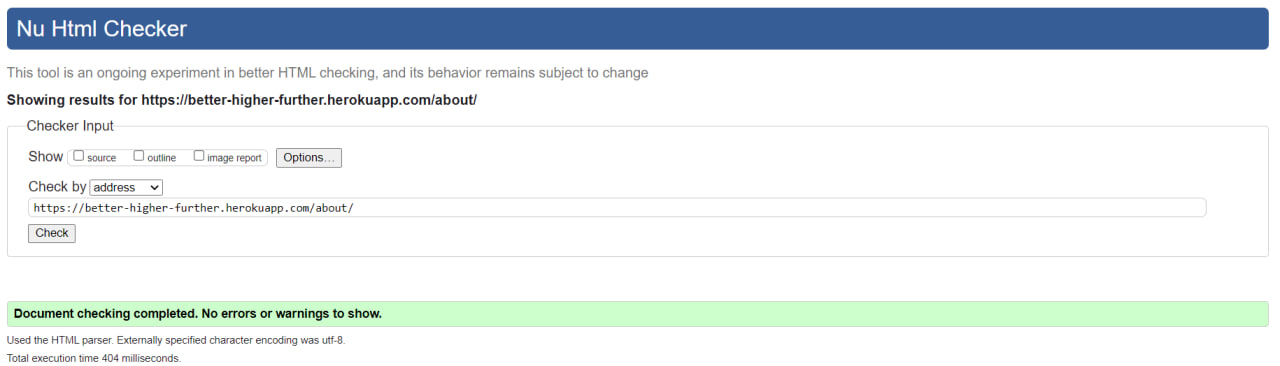 Nu Html Checker
This tool is an ongoing experiment in better HTML checking, and its behavior remains subject to change
Showing results for https://better-higher-further.herokuapp.com/about/
Checker Input
Show source outline image report Options...
Check by address
https://better-higher-further.herokuapp.com/about/
Check
Document checking completed. No errors or warnings to show.
Used the HTML parser. Externally specified character encoding was utf-8.
Total execution time 404 milliseconds.